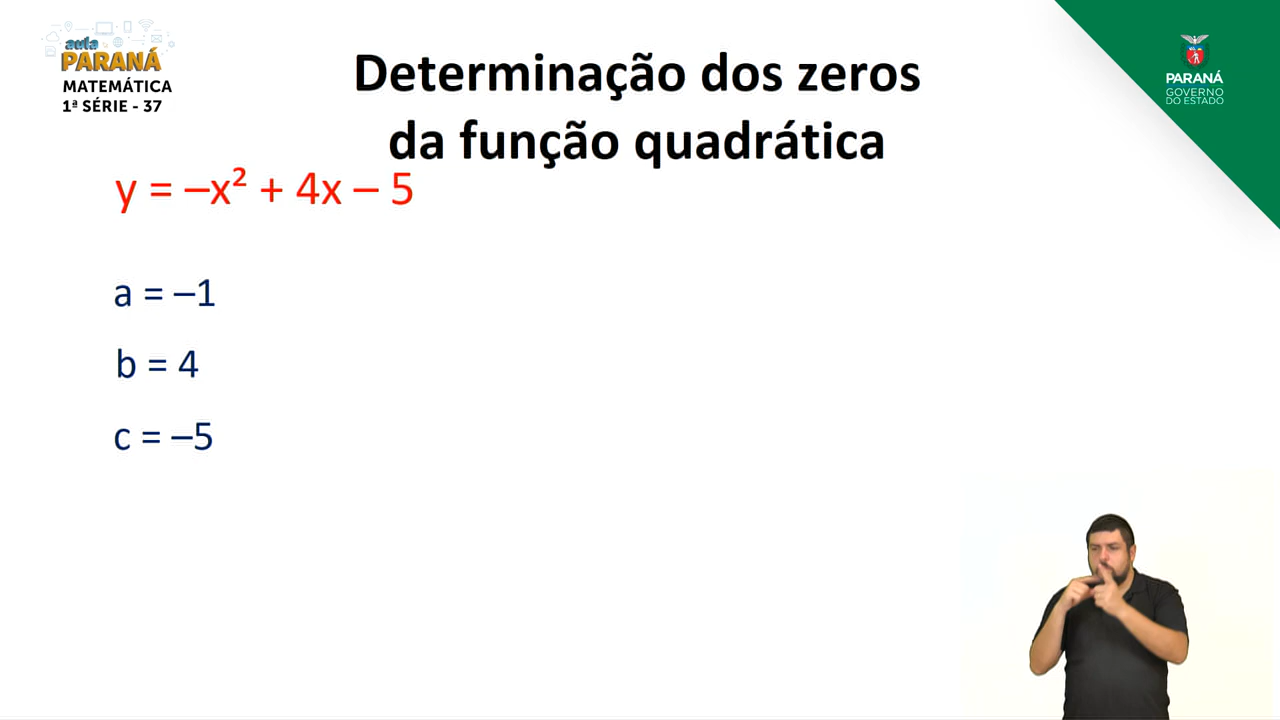 aula
PARANÁ
MATEMÁTICA
1ª SÉRIE - 37
Determinação dos zeros
da função quadrática
PARANÁ
GOVERNO
DO ESTADO
y = –x² + 4x – 5
a = –1
b = 4
c = –5